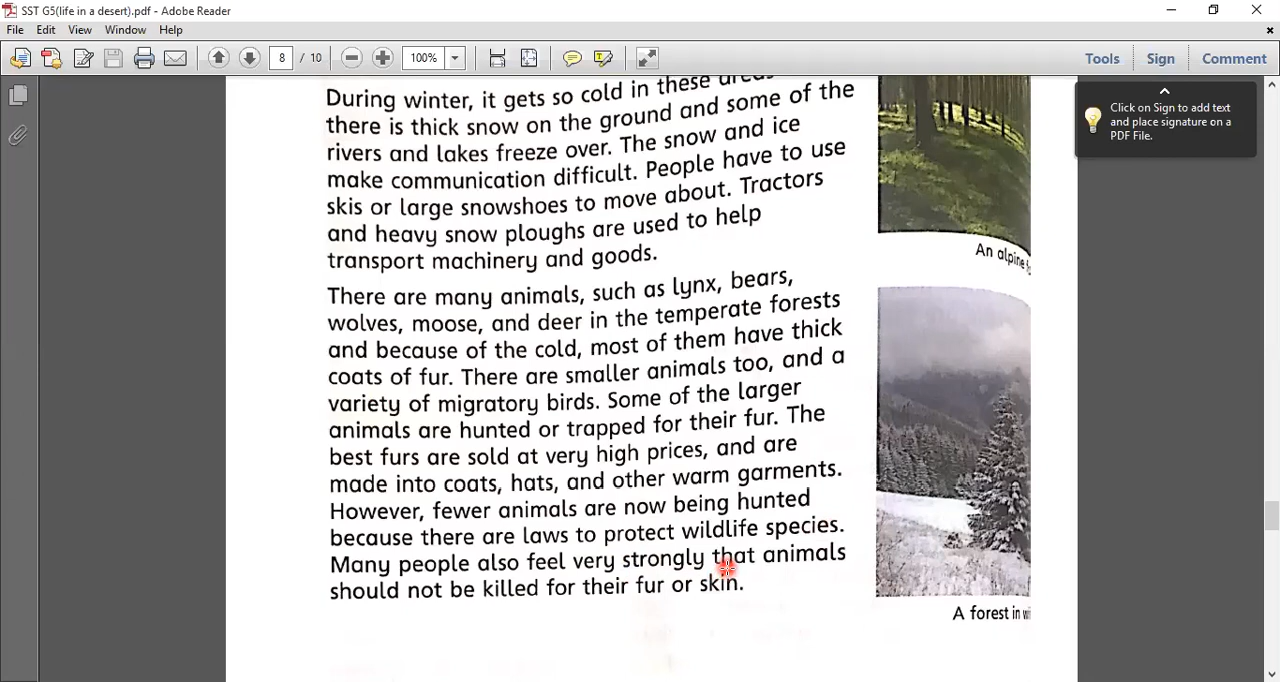 SST G5(life in a desert).pdf - Adobe Reader
File Edit View Window Help
8 / 10 100% Tools Sign Comment
Click on Sign to add text
and place signature on a
PDF File.
During winter, it gets so cold in these areas
there is thick snow on the ground and some of the
rivers and lakes freeze over. The snow and ice
make communication difficult. People have to use
skis or large snowshoes to move about. Tractors
and heavy snow ploughs are used to help
transport machinery and goods.
There are many animals, such as lynx, bears,
wolves, moose, and deer in the temperate forests
and because of the cold, most of them have thick
coats of fur. There are smaller animals too, and a
variety of migratory birds. Some of the larger
animals are hunted or trapped for their fur. The
best furs are sold at very high prices, and are
made into coats, hats, and other warm garments.
However, fewer animals are now being hunted
because there are laws to protect wildlife species.
Many people also feel very strongly that animals
should not be killed for their fur or skin.
An alpine
A forest in